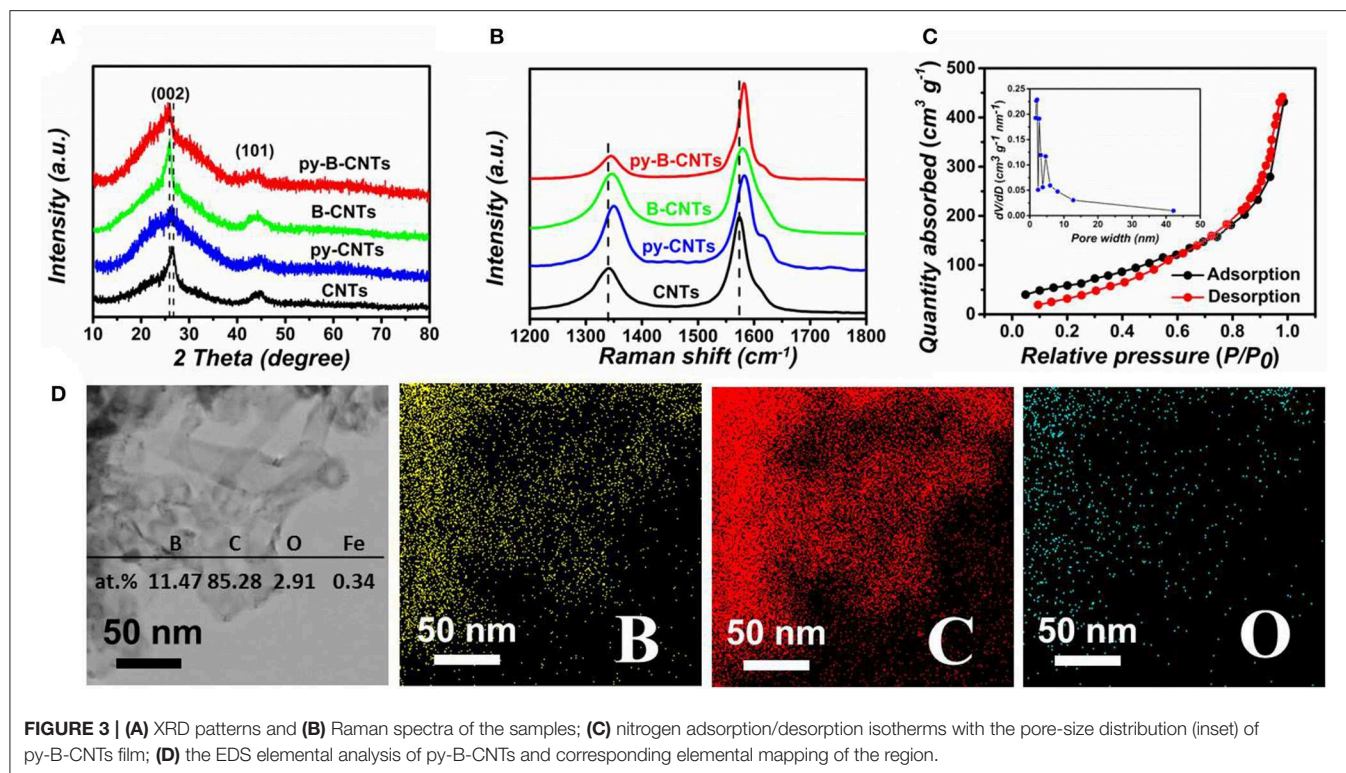 A
(002)
(101)
py-B-CNTs
B-CNTs
py-CNTs
CNTs
Intensity (a.u.)
10 20 30 40 50 60 70 80
2 Theta (degree)
B
py-B-CNTs
B-CNTs
py-CNTs
CNTs
Intensity (a.u.)
1200 1300 1400 1500 1600 1700 1800
Raman shift (cm-1)
C
Quantity absorbed (cm3 g-1)
500
400
300
200
100
0
dV/dD (cm3 g-1 nm-1)
0.25
0.20
0.15
0.10
0.05
0.00
0 10 20 30 40 50
Pore width (nm)
Adsorption
Desorption
0.0 0.2 0.4 0.6 0.8 1.0
Relative pressure (P/P0)
D
B C O Fe
at.% 11.47 85.28 2.91 0.34
50 nm
50 nm
B
50 nm
C
50 nm
O
FIGURE 3 | (A) XRD patterns and (B) Raman spectra of the samples; (C) nitrogen adsorption/desorption isotherms with the pore-size distribution (inset) of
py-B-CNTs film; (D) the EDS elemental analysis of py-B-CNTs and corresponding elemental mapping of the region.